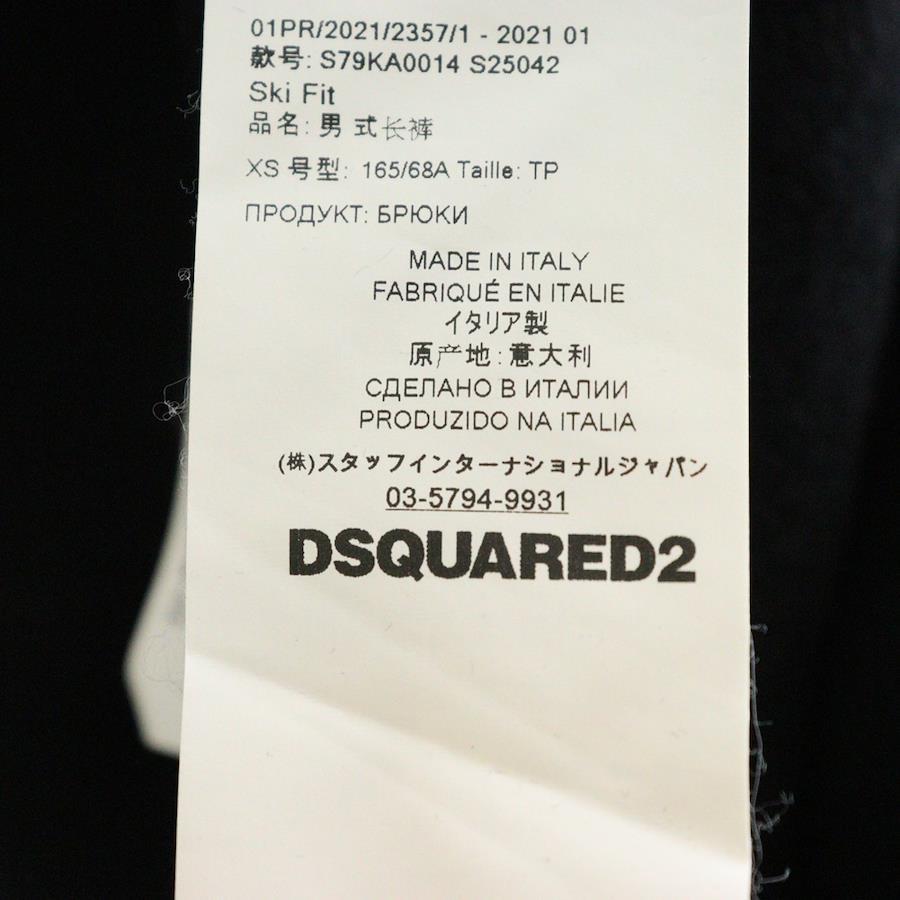 01PR/2021/2357/1 - 2021 01
款号: S79KA0014 S25042
Ski Fit
品名: 男 式长裤
XS 号型: 165/68A Taille: TP
ПРОДУКТ: БРЮКИ
MADE IN ITALY
FABRIQUÉ EN ITALIE
イタリア製
原产地: 意大利
СДЕЛАНО В ИТАЛИИ
PRODUZIDO NA ITALIA
(株)スタッフインターナショナルジャパン
03-5794-9931
DSQUARED2